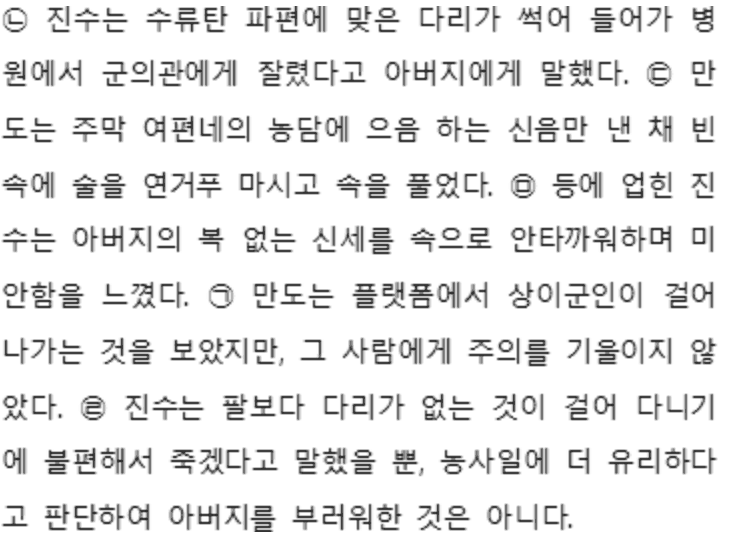 ㉡ 진수는 수류탄 파편에 맞은 다리가 썩어 들어가 병
원에서 군의관에게 잘렸다고 아버지에게 말했다. ㉢ 만
도는 주막 여편네의 농담에 으음 하는 신음만 낸 채 빈
속에 술을 연거푸 마시고 속을 풀었다. ㉤ 등에 업힌 진
수는 아버지의 복 없는 신세를 속으로 안타까워하며 미
안함을 느꼈다. ㉠ 만도는 플랫폼에서 상이군인이 걸어
나가는 것을 보았지만, 그 사람에게 주의를 기울이지 않
았다. ㉣ 진수는 팔보다 다리가 없는 것이 걸어 다니기
에 불편해서 죽겠다고 말했을 뿐, 농사일에 더 유리하다
고 판단하여 아버지를 부러워한 것은 아니다.